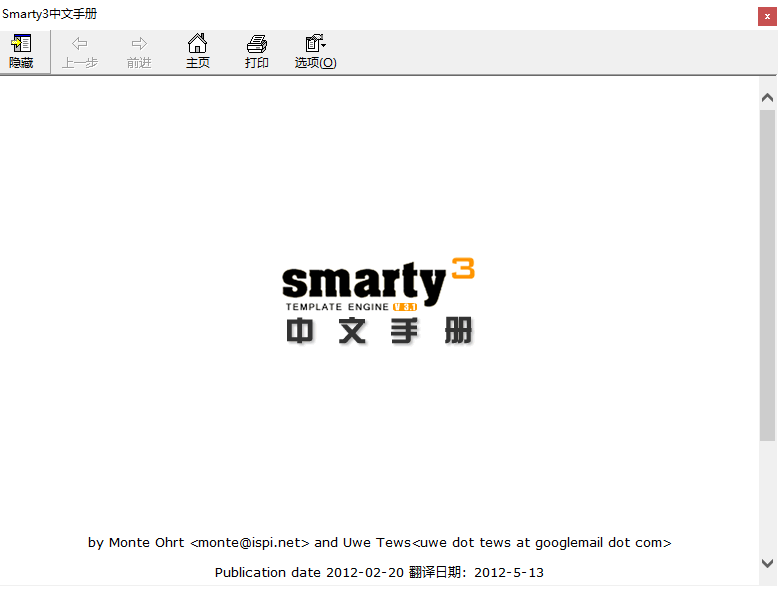 Smarty3中文手册
x
隐藏 上一步 前进 主页 打印 选项(O)
smarty3
TEMPLATE ENGINE V 3.1
中文手册
by Monte Ohrt <monte@ispi.net> and Uwe Tews<uwe dot tews at googlemail dot com>
Publication date 2012-02-20 翻译日期：2012-5-13